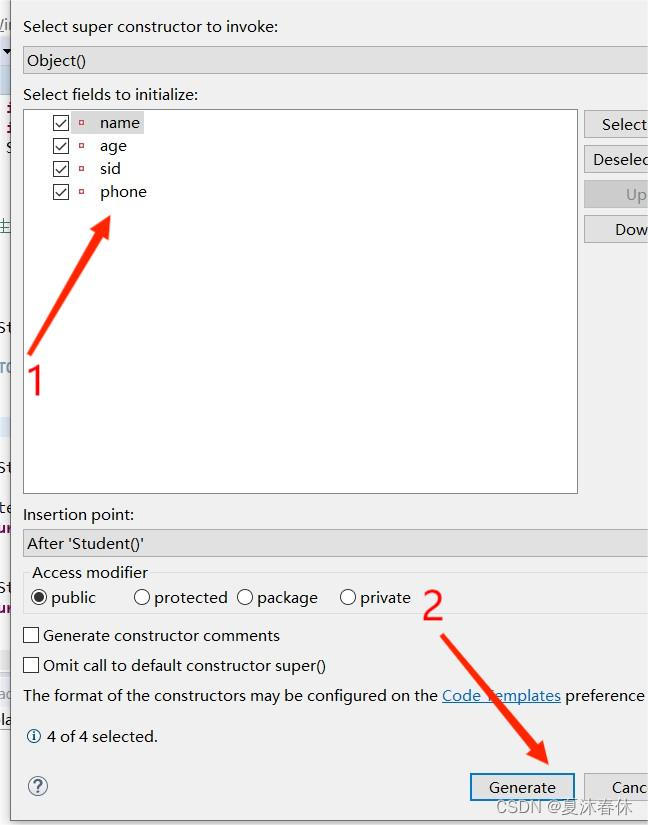 Select super constructor to invoke:
Object()
Select fields to initialize:
name
Select
age
Deselec
sid
Up
phone
Dow
1
Insertion point:
After 'Student()'
Access modifier
public protected package private
2
Generate constructor comments
Omit call to default constructor super()
The format of the constructors may be configured on the Code Templates preference
4 of 4 selected.
Generate
Canc
CSDN @夏沐春休